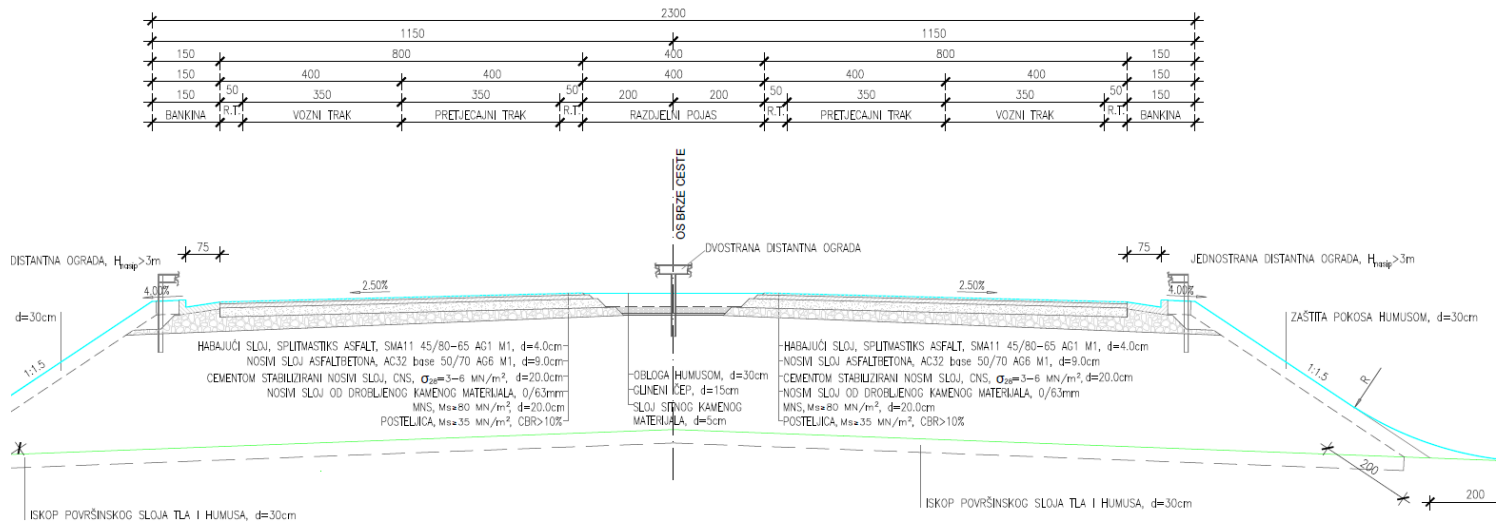 2300
1150 1150
150 800 400 800 150
150 400 400 400 400 400 150
150 50 350 350 50 200 200 50 350 350 50 150
BANKINA R.T. VOZNI TRAK PRETJECAJNI TRAK R.T. RAZDJELNI POJAS R.T. PRETJECAJNI TRAK VOZNI TRAK R.T. BANKINA
OS BRZE CESTE
DVOSTRANA DISTANTNA OGRADA
75
75
DISTANTNA OGRADA, Hnasip>3m
JEDNOSTRANA DISTANTNA OGRADA, Hnasip>3m
4.00%
2.50%
2.50%
4.00%
d=30cm
ZAŠTITA POKOSA HUMUSOM, d=30cm
1:1.5
1:1.5
R
HABAJUĆI SLOJ, SPLITMASTIKS ASFALT, SMA11 45/80-65 AG1 M1, d=4.0cm
NOSIVI SLOJ ASFALTBETONA, AC32 base 50/70 AG6 M1, d=9.0cm
CEMENTOM STABILIZIRANI NOSIVI SLOJ, CNS, σ28=3-6 MN/m², d=20.0cm
NOSIVI SLOJ OD DROBLJENOG KAMENOG MATERIJALA, 0/63mm
MNS, Ms≥80 MN/m², d=20.0cm
POSTELJICA, Ms≥35 MN/m², CBR>10%
OBLOGA HUMUSOM, d=30cm
GLINENI ČEP, d=15cm
SLOJ SITNOG KAMENOG
MATERIJALA, d=5cm
HABAJUĆI SLOJ, SPLITMASTIKS ASFALT, SMA11 45/80-65 AG1 M1, d=4.0cm
NOSIVI SLOJ ASFALTBETONA, AC32 base 50/70 AG6 M1, d=9.0cm
CEMENTOM STABILIZIRANI NOSIVI SLOJ, CNS, σ28=3-6 MN/m², d=20.0cm
NOSIVI SLOJ OD DROBLJENOG KAMENOG MATERIJALA, 0/63mm
MNS, Ms≥80 MN/m², d=20.0cm
POSTELJICA, Ms≥35 MN/m², CBR>10%
200
200
ISKOP POVRŠINSKOG SLOJA TLA I HUMUSA, d=30cm
ISKOP POVRŠINSKOG SLOJA TLA I HUMUSA, d=30cm